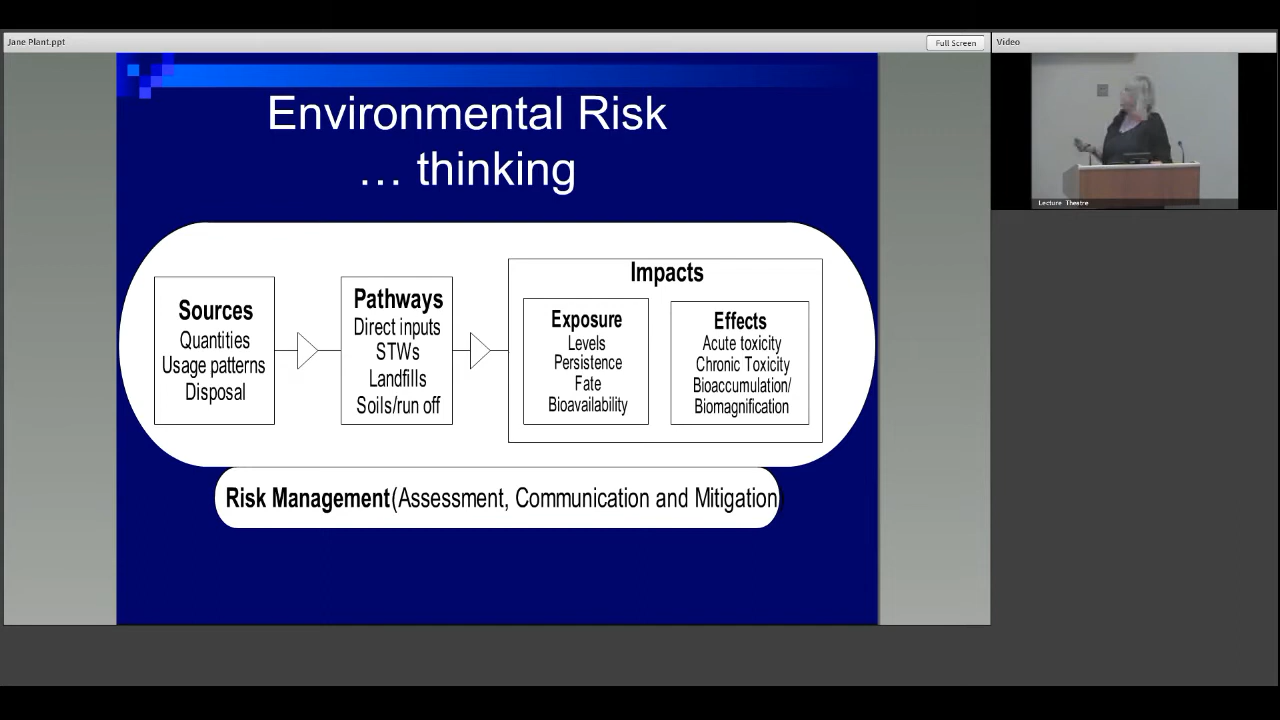 Jane Plant.ppt
Full Screen
Video
Environmental Risk
… thinking
Sources
Quantities
Usage patterns
Disposal
Pathways
Direct inputs
STWs
Landfills
Soils/run off
Impacts
Exposure
Levels
Persistence
Fate
Bioavailability
Effects
Acute toxicity
Chronic Toxicity
Bioaccumulation/
Biomagnification
Risk Management(Assessment, Communication and Mitigation
Lecture Theatre